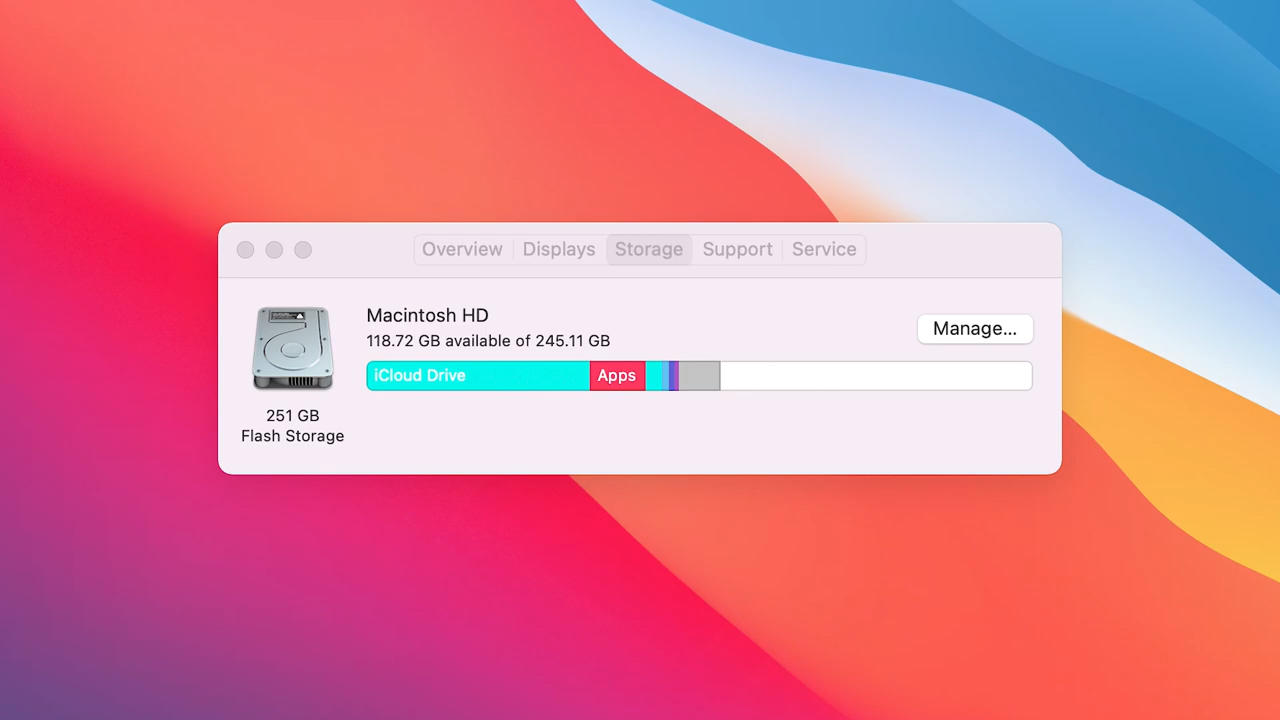 Overview Displays Storage Support Service
Macintosh HD
118.72 GB available of 245.11 GB
Manage...
iCloud Drive Apps
251 GB
Flash Storage